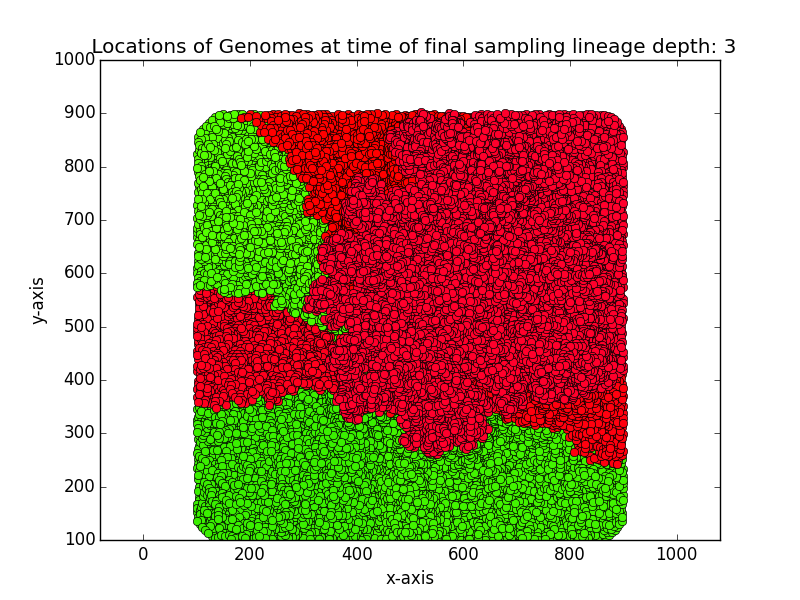 Locations of Genomes at time of final sampling lineage depth: 3
1000
900
800
700
600
500
400
300
200
100
y-axis
0 200 400 600 800 1000
x-axis